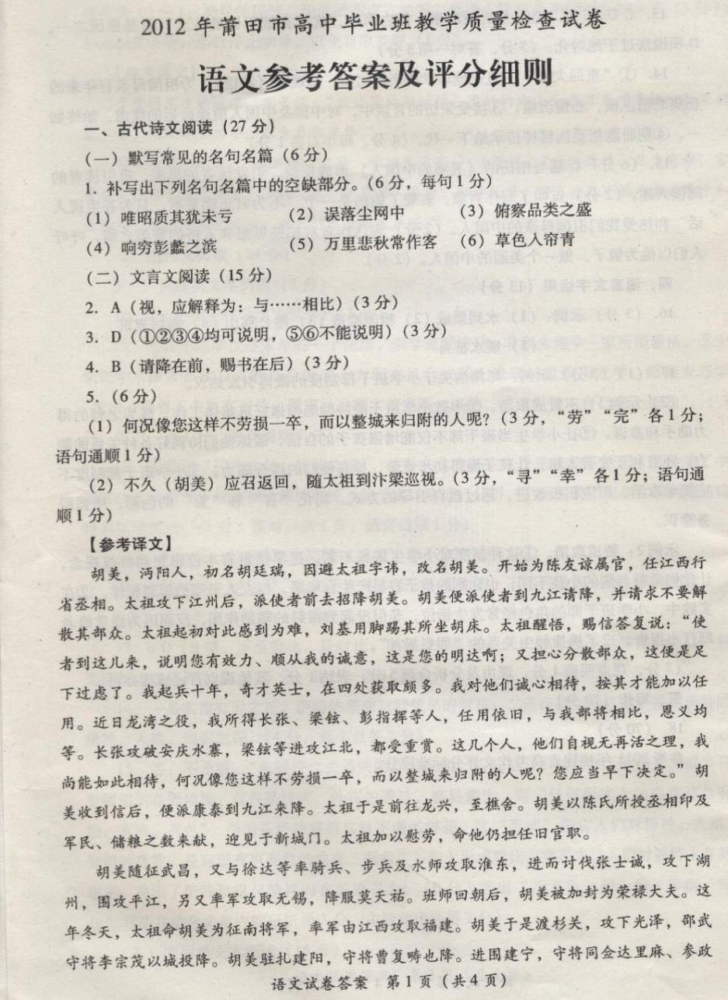 2012年莆田市高中毕业班教学质量检查试卷
语文参考答案及评分细则
一、古代诗文阅读（27分）
（一）默写常见的名句名篇（6分）
1. 补写出下列名句名篇中的空缺部分。（6分，每句1分）
（1）唯昭质其犹未亏 （2）误落尘网中 （3）俯察品类之盛
（4）响穷彭蠡之滨 （5）万里悲秋常作客 （6）草色入帘青
（二）文言文阅读（15分）
2. A（视，应解释为：与……相比）（3分）
3. D（①②③④均可说明，⑤⑥不能说明）（3分）
4. B（请降在前，赐书在后）（3分）
5.（6分）
（1）何况像您这样不劳损一卒，而以整城来归附的人呢？（3分，“劳”“完”各1分；
语句通顺1分）
（2）不久（胡美）应召返回，随太祖到汴梁巡视。（3分，“寻”“幸”各1分；语句通
顺1分）
【参考译文】
胡美，沔阳人，初名胡廷瑞，因避太祖字讳，改名胡美。开始为陈友谅属官，任江西行
省丞相。太祖攻下江州后，派使者前去招降胡美。胡美便派使者到九江请降，并请求不要解
散其部众。太祖起初对此感到为难，刘基用脚踢其所坐胡床。太祖醒悟，赐信答复说：“使
者到这儿来，说明您有效力、顺从我的诚意，这是您的明达啊；又担心分散部众，这便是足
下过虑了。我起兵十年，奇才英士，在四处获取颇多。我对他们诚心相待，按其才能加以任
用。近日龙湾之役，我所得长张、梁铉、彭指挥等人，任用依旧，与我部将相比，恩义均
等。长张攻破安庆水寨，梁铉等进攻江北，都受重赏。这几个人，他们自视无再活之理，我
尚能如此相待，何况像您这样不劳损一卒，而以整城来归附的人呢？您应当早下决定。”胡
美收到信后，便派康泰到九江来降。太祖于是前往龙兴，至樵舍。胡美以陈氏所授丞相印及
军民、储粮之数来献，迎见于新城门。太祖加以慰劳，命他仍担任旧官职。
胡美随征武昌，又与徐达等率骑兵、步兵及水师攻取淮东，进而讨伐张士诚，攻下湖
州，围攻平江，另又率军攻取无锡，降服莫天祐。班师回朝后，胡美被加封为荣禄大夫。这
年冬天，太祖命胡美为征南将军，率军由江西攻取福建。胡美于是渡杉关，攻下光泽，邵武
守将李宗茂以城投降。胡美驻扎建阳，守将曹复畴也降。进围建宁，守将同佥达里麻、参政
语文试卷答案 第1页（共4页）